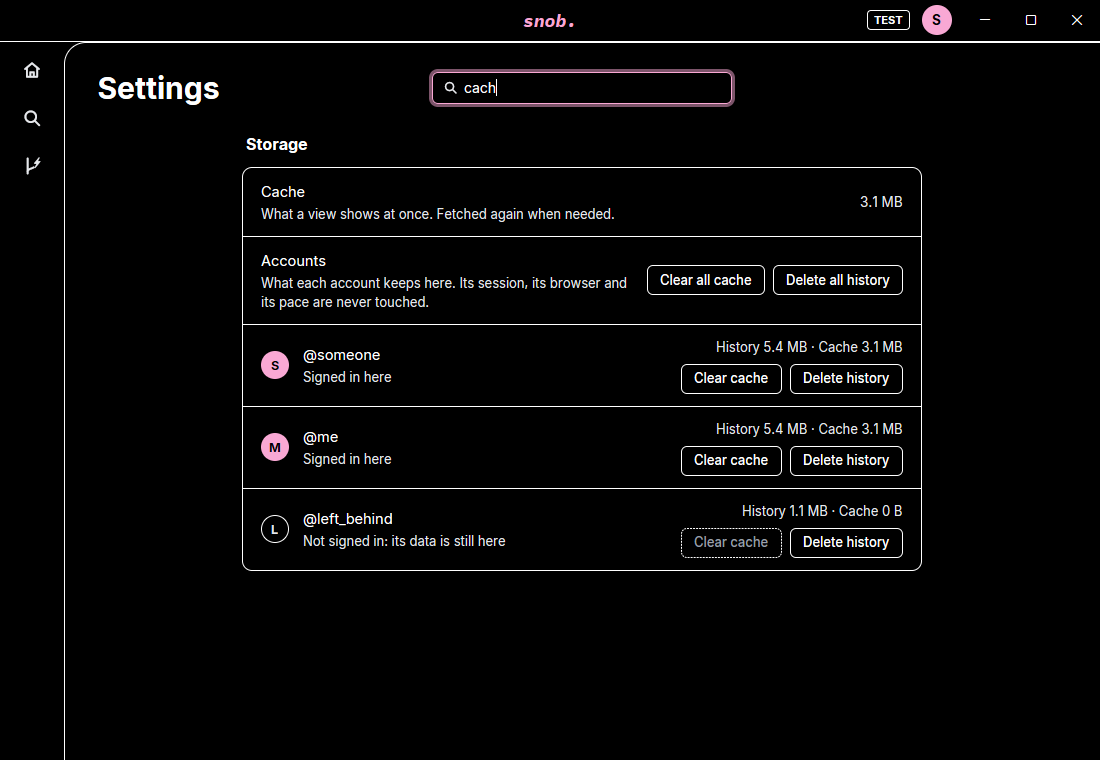 snob.
TEST
S
Settings
cach
Storage
Cache
What a view shows at once. Fetched again when needed.
3.1 MB
Accounts
What each account keeps here. Its session, its browser and
its pace are never touched.
Clear all cache
Delete all history
S
@someone
Signed in here
History 5.4 MB · Cache 3.1 MB
Clear cache
Delete history
M
@me
Signed in here
History 5.4 MB · Cache 3.1 MB
Clear cache
Delete history
L
@left_behind
Not signed in: its data is still here
History 1.1 MB · Cache 0 B
Clear cache
Delete history